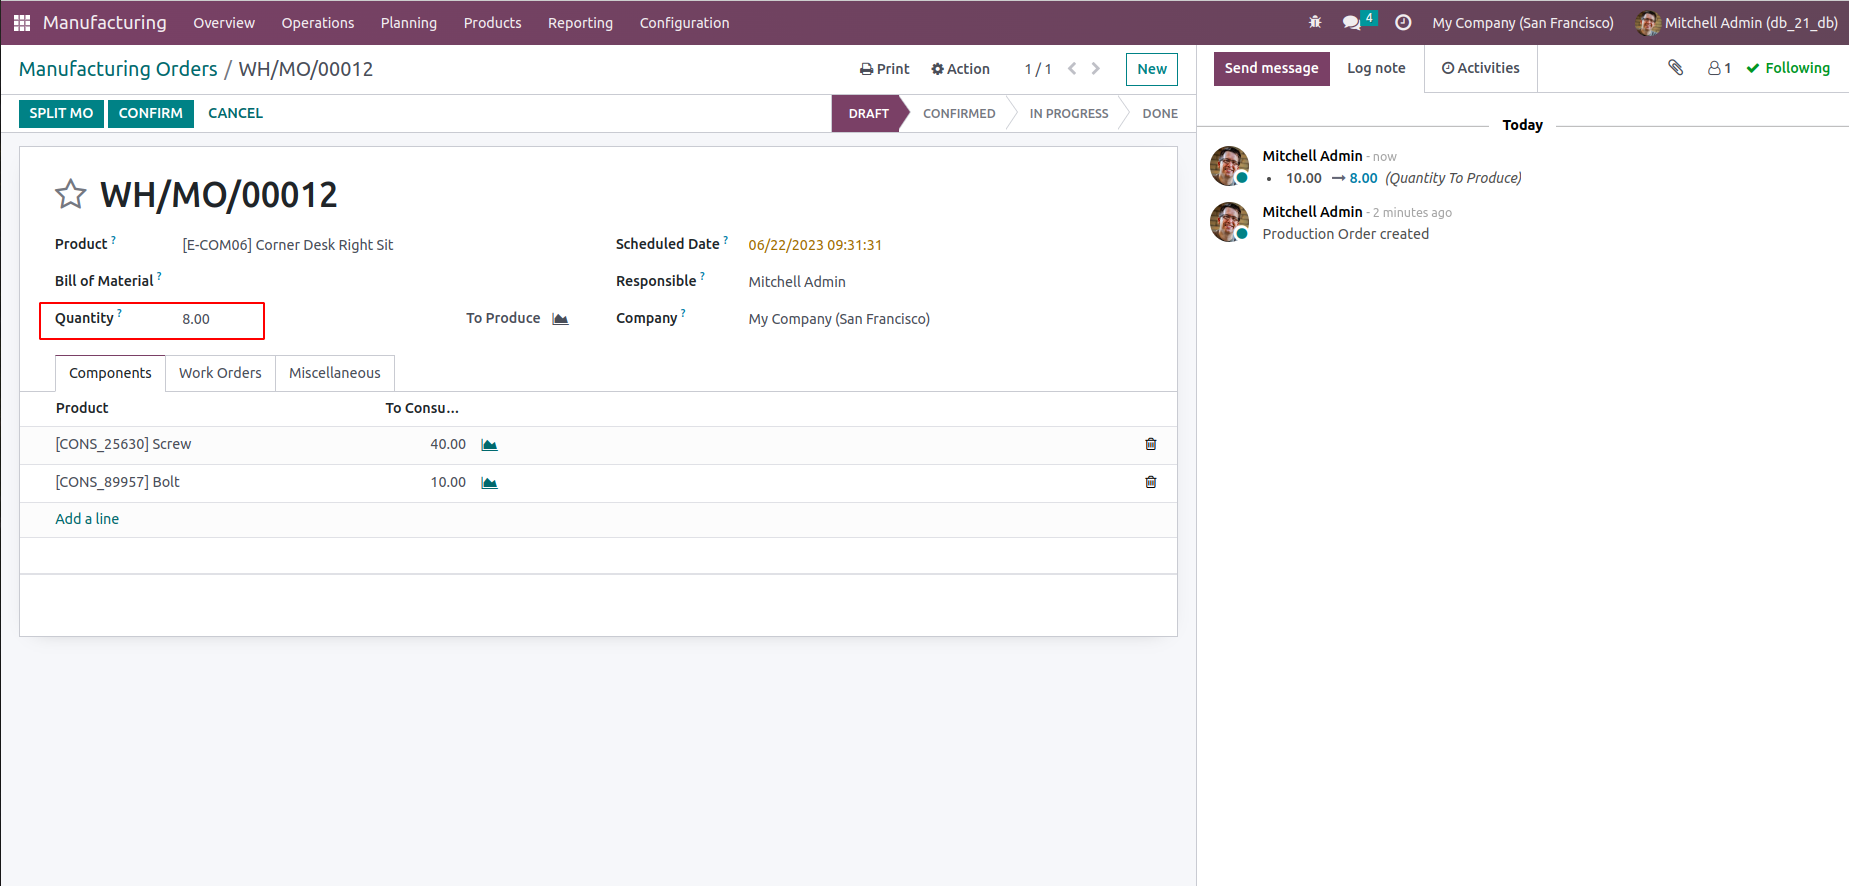 Manufacturing Overview Operations Planning Products Reporting Configuration 4 My Company (San Francisco) Mitchell Admin (db_21_db)
Manufacturing Orders / WH/MO/00012 Print Action 1 / 1 New
SPLIT MO CONFIRM CANCEL DRAFT CONFIRMED IN PROGRESS DONE
WH/MO/00012
Product ? [E-COM06] Corner Desk Right Sit Scheduled Date ? 06/22/2023 09:31:31
Bill of Material ? Responsible ? Mitchell Admin
Quantity ? 8.00 To Produce Company ? My Company (San Francisco)
Components Work Orders Miscellaneous
Product To Consu...
[CONS_25630] Screw 40.00
[CONS_89957] Bolt 10.00
Add a line
Send message Log note Activities 1 Following
Today
Mitchell Admin - now
• 10.00 → 8.00 (Quantity To Produce)
Mitchell Admin - 2 minutes ago
Production Order created